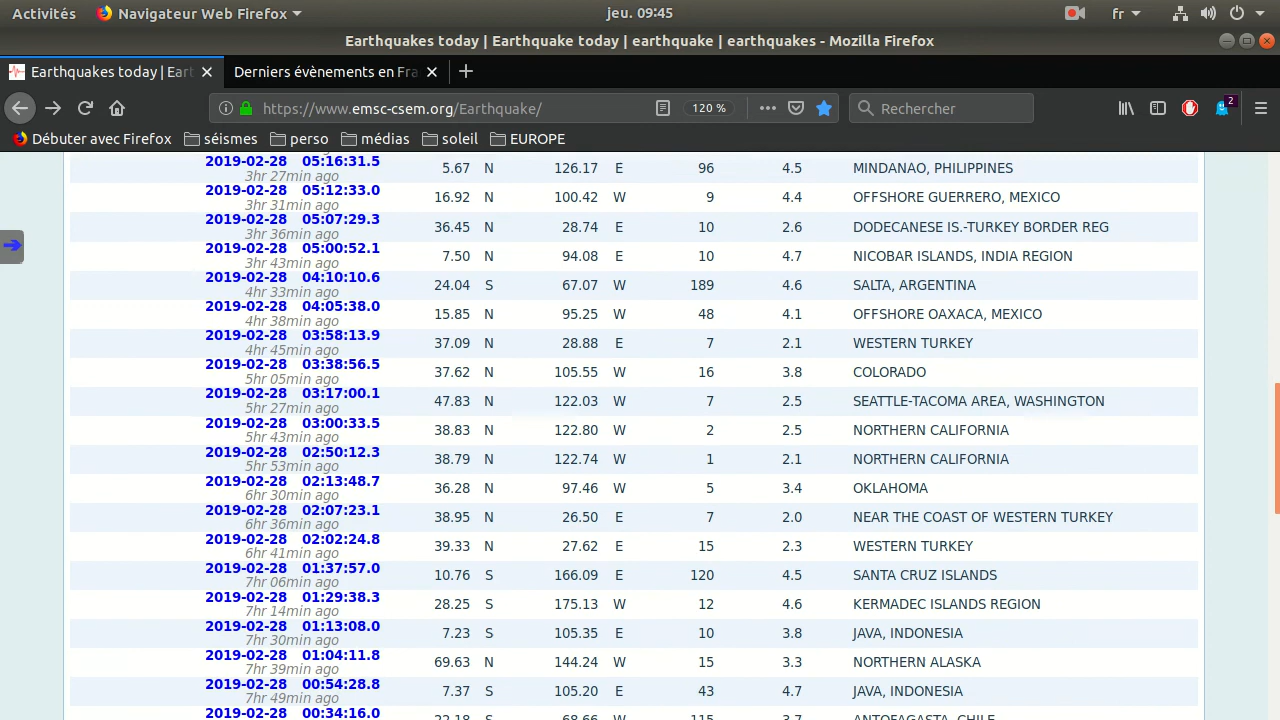 Activités Navigateur Web Firefox jeu. 09:45 fr
Earthquakes today | Earthquake today | earthquake | earthquakes - Mozilla Firefox
Earthquakes today | Eart Derniers évènements en Fra
https://www.emsc-csem.org/Earthquake/ 120 % Rechercher 2
Débuter avec Firefox séismes perso médias soleil EUROPE
2019-02-28 05:16:31.5 5.67 N 126.17 E 96 4.5 MINDANAO, PHILIPPINES
3hr 27min ago
2019-02-28 05:12:33.0 16.92 N 100.42 W 9 4.4 OFFSHORE GUERRERO, MEXICO
3hr 31min ago
2019-02-28 05:07:29.3 36.45 N 28.74 E 10 2.6 DODECANESE IS.-TURKEY BORDER REG
3hr 36min ago
2019-02-28 05:00:52.1 7.50 N 94.08 E 10 4.7 NICOBAR ISLANDS, INDIA REGION
3hr 43min ago
2019-02-28 04:10:10.6 24.04 S 67.07 W 189 4.6 SALTA, ARGENTINA
4hr 33min ago
2019-02-28 04:05:38.0 15.85 N 95.25 W 48 4.1 OFFSHORE OAXACA, MEXICO
4hr 38min ago
2019-02-28 03:58:13.9 37.09 N 28.88 E 7 2.1 WESTERN TURKEY
4hr 45min ago
2019-02-28 03:38:56.5 37.62 N 105.55 W 16 3.8 COLORADO
5hr 05min ago
2019-02-28 03:17:00.1 47.83 N 122.03 W 7 2.5 SEATTLE-TACOMA AREA, WASHINGTON
5hr 27min ago
2019-02-28 03:00:33.5 38.83 N 122.80 W 2 2.5 NORTHERN CALIFORNIA
5hr 43min ago
2019-02-28 02:50:12.3 38.79 N 122.74 W 1 2.1 NORTHERN CALIFORNIA
5hr 53min ago
2019-02-28 02:13:48.7 36.28 N 97.46 W 5 3.4 OKLAHOMA
6hr 30min ago
2019-02-28 02:07:23.1 38.95 N 26.50 E 7 2.0 NEAR THE COAST OF WESTERN TURKEY
6hr 36min ago
2019-02-28 02:02:24.8 39.33 N 27.62 E 15 2.3 WESTERN TURKEY
6hr 41min ago
2019-02-28 01:37:57.0 10.76 S 166.09 E 120 4.5 SANTA CRUZ ISLANDS
7hr 06min ago
2019-02-28 01:29:38.3 28.25 S 175.13 W 12 4.6 KERMADEC ISLANDS REGION
7hr 14min ago
2019-02-28 01:13:08.0 7.23 S 105.35 E 10 3.8 JAVA, INDONESIA
7hr 30min ago
2019-02-28 01:04:11.8 69.63 N 144.24 W 15 3.3 NORTHERN ALASKA
7hr 39min ago
2019-02-28 00:54:28.8 7.37 S 105.20 E 43 4.7 JAVA, INDONESIA
7hr 49min ago
2019-02-28 00:34:16.0 22.18 S 68.66 W 115 3.7 ANTOFAGASTA, CHILE